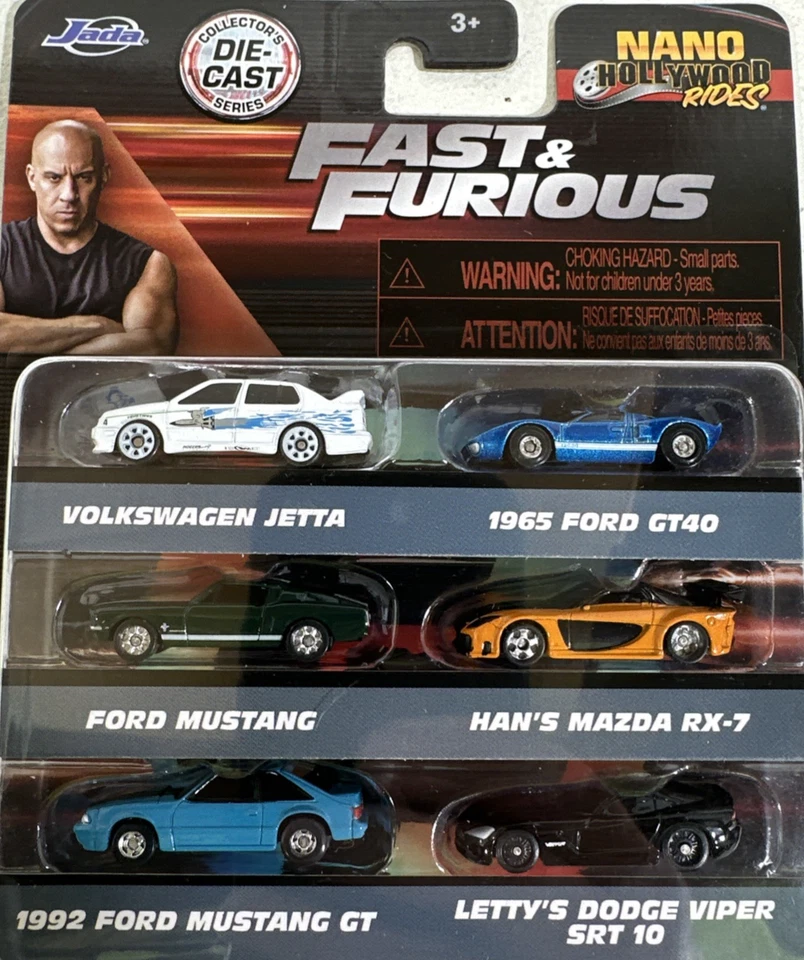 Jada
COLLECTOR'S
DIE-
CAST
SERIES
3+
NANO
HOLLYWOOD
RIDES
FAST &
FURIOUS
WARNING: CHOKING HAZARD - Small parts.
Not for children under 3 years.
ATTENTION: RISQUE DE SUFFOCATION - Petites pieces.
Ne convient pas aux enfants de moins de 3 ans.
VOLKSWAGEN JETTA
1965 FORD GT40
FORD MUSTANG
HAN'S MAZDA RX-7
1992 FORD MUSTANG GT
LETTY'S DODGE VIPER
SRT 10